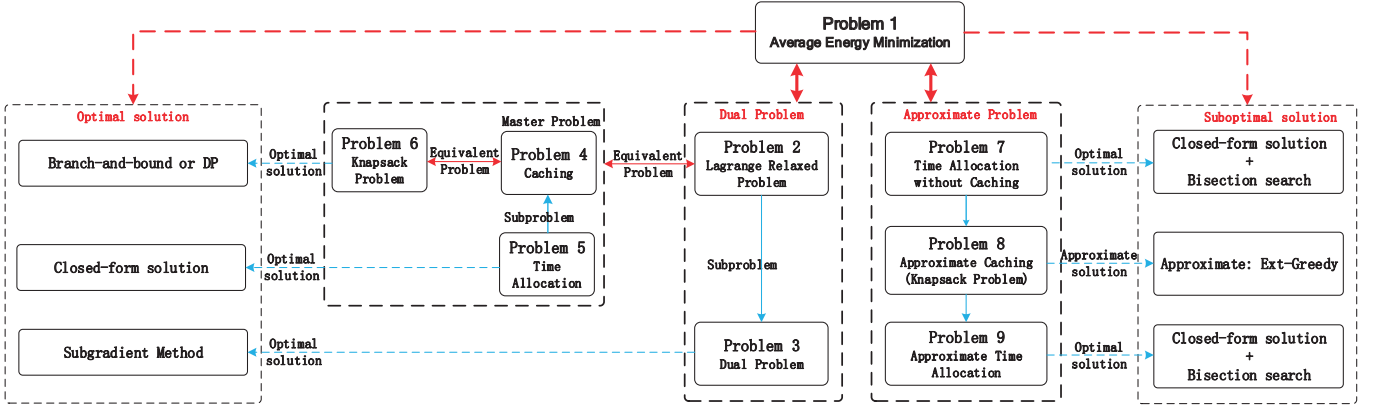 Problem 1
Average Energy Minimization
Optimal solution
Branch-and-bound or DP
Closed-form solution
Subgradient Method
Optimal
solution
Optimal
solution
Optimal
solution
Master Problem
Problem 6
Knapsack
Problem
Equivalent
Problem
Problem 4
Caching
Subproblem
Problem 5
Time
Allocation
Equivalent
Problem
Dual Problem
Problem 2
Lagrange Relaxed
Problem
Subproblem
Problem 3
Dual Problem
Approximate Problem
Problem 7
Time Allocation
without Caching
Problem 8
Approximate Caching
(Knapsack Problem)
Problem 9
Approximate Time
Allocation
Optimal
solution
Approximate
solution
Optimal
solution
Suboptimal solution
Closed-form solution
+
Bisection search
Approximate: Ext-Greedy
Closed-form solution
+
Bisection search